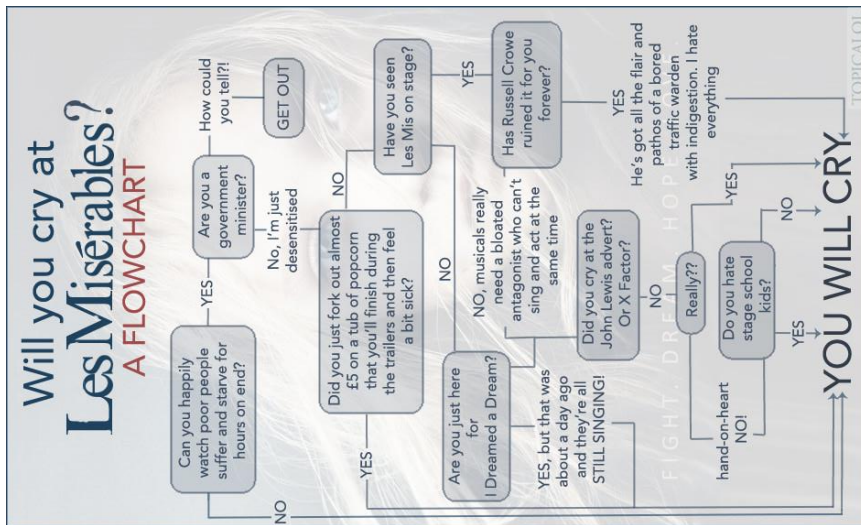 Will you cry at
Les Misérables?
A FLOWCHART
Can you happily
watch poor people
suffer and starve for
hours on end?
YES
NO
Are you a
government
minister?
How could
you tell?!
GET OUT
No, I'm just
desensitised
Did you just fork out almost
£5 on a tub of popcorn
that you'll finish during
the trailers and then feel
a bit sick?
YES
NO
Have you seen
Les Mis on stage?
YES
NO
Are you just here
for
I Dreamed a Dream?
YES, but that was
about a day ago
and they're all
STILL SINGING!
Has Russell Crowe
ruined it for you
forever?
NO, musicals really
need a bloated
antagonist who can't
sing and act at the
same time
YES
He's got all the flair and
pathos of a bored
traffic warden
with indigestion. I hate
everything
Did you cry at the
John Lewis advert?
Or X Factor?
NO
Really??
YES
hand-on-heart
NO!
Do you hate
stage school
kids?
YES
NO
FIGHT DREAM HOPE
YOU WILL CRY